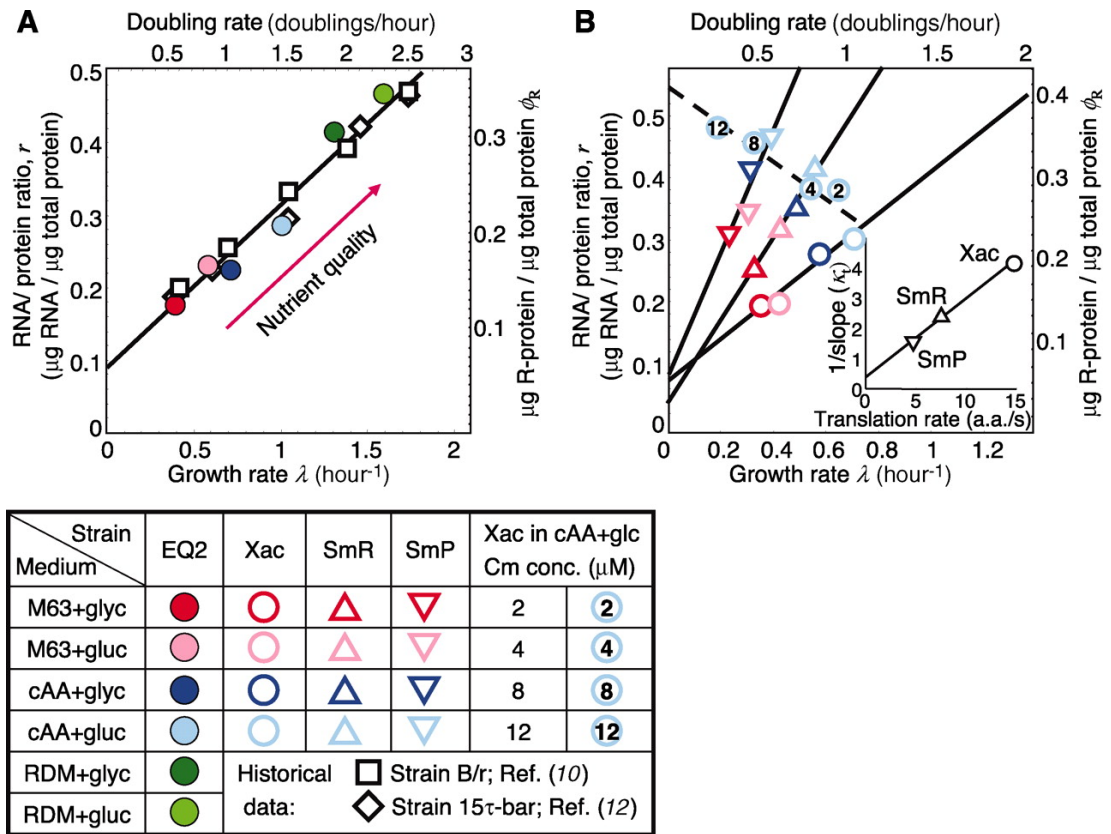 A
Doubling rate (doublings/hour)
0.5 1 1.5 2 2.5 3
RNA/ protein ratio, r
(µg RNA / µg total protein)
0.5
0.4
0.3
0.2
0.1
0
0.3
0.2
0.1
µg R-protein / µg total protein ϕR
Nutrient quality
0 0.5 1 1.5 2
Growth rate λ (hour-1)
B
Doubling rate (doublings/hour)
0 0.5 1 2
RNA/ protein ratio, r
(µg RNA / µg total protein)
0.5
0.4
0.3
0.2
0.1
0
0.4
0.3
0.2
0.1
µg R-protein / µg total protein ϕR
12
8
4
2
1/slope (κt)
4
3
2
1
0
Xac
SmR
SmP
0 5 10 15
Translation rate (a.a./s)
0 0.2 0.4 0.6 0.8 1 1.2
Growth rate λ (hour-1)
Strain
Medium
EQ2 Xac SmR SmP Xac in cAA+glc
Cm conc. (µM)
M63+glyc 2 2
M63+gluc 4 4
cAA+glyc 8 8
cAA+gluc 12 12
RDM+glyc Historical Strain B/r; Ref. (10)
RDM+gluc data: Strain 15τ-bar; Ref. (12)